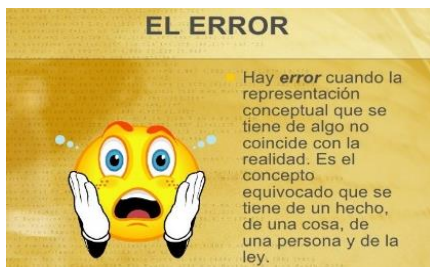 EL ERROR
Hay error cuando la
representación
conceptual que se
tiene de algo no
coincide con la
realidad. Es el
concepto
equivocado que se
tiene de un hecho,
de una cosa, de
una persona y de la
ley.